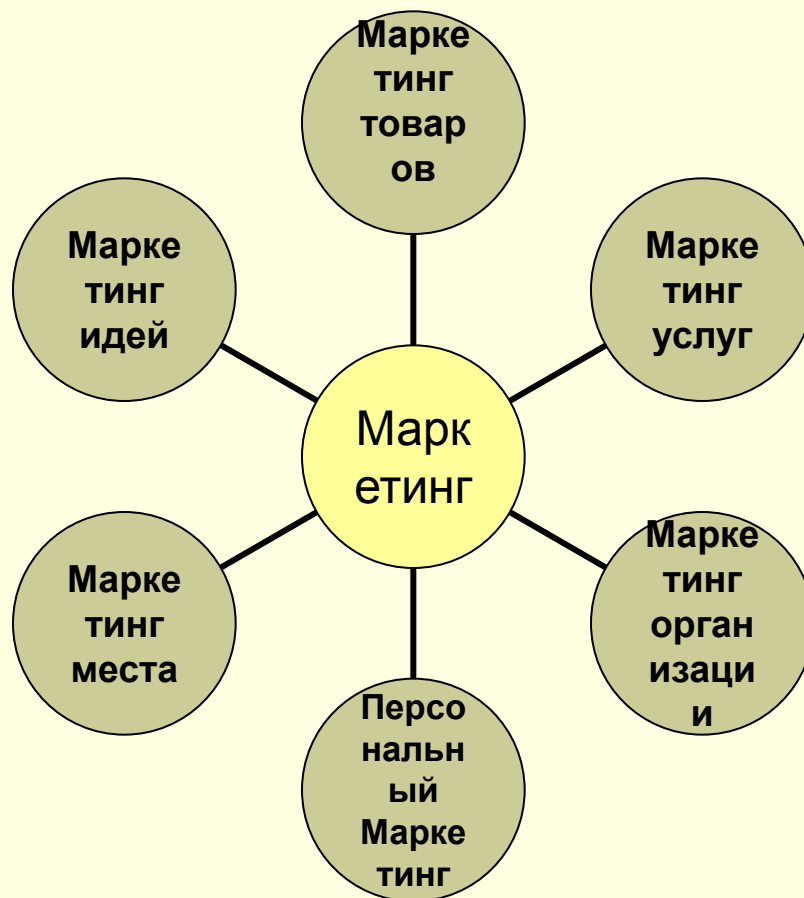 Марке
тинг
товар
ов
Марке
тинг
идей
Марке
тинг
услуг
Марк
етинг
Марке
тинг
места
Марке
тинг
орган
изаци
и
Персо
нальн
ый
Марке
тинг